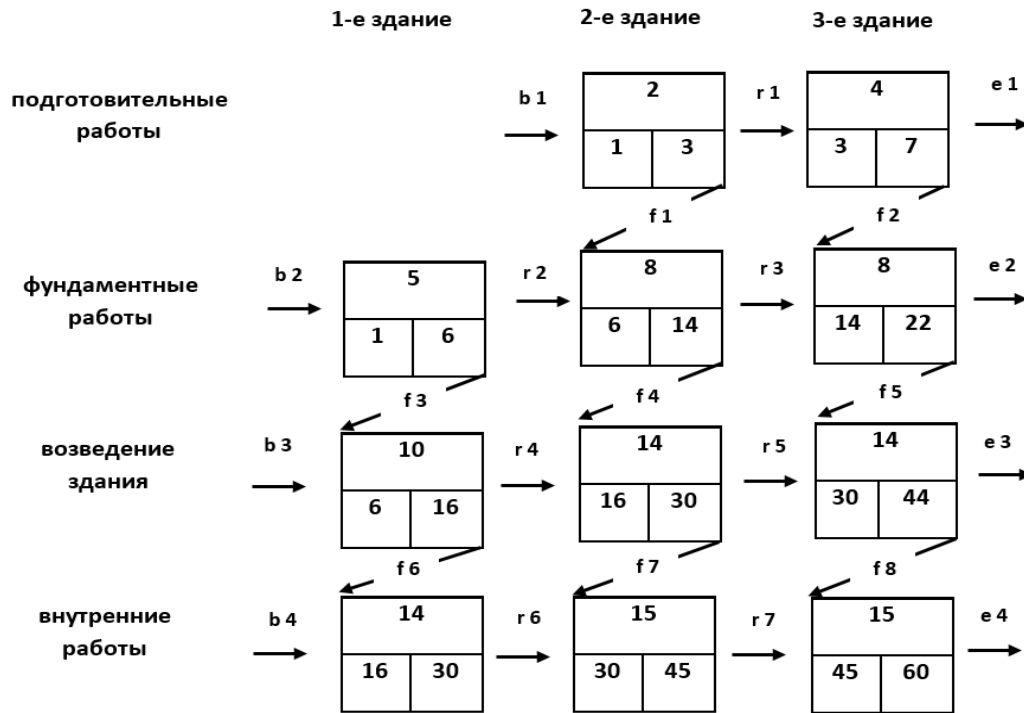 1-е здание 2-е здание 3-е здание
подготовительные
работы
b 1
2
1 3
r 1
4
3 7
e 1
f 1
f 2
фундаментные
работы
b 2
5
1 6
r 2
8
6 14
r 3
8
14 22
e 2
f 3
f 4
f 5
возведение
здания
b 3
10
6 16
r 4
14
16 30
r 5
14
30 44
e 3
f 6
f 7
f 8
внутренние
работы
b 4
14
16 30
r 6
15
30 45
r 7
15
45 60
e 4